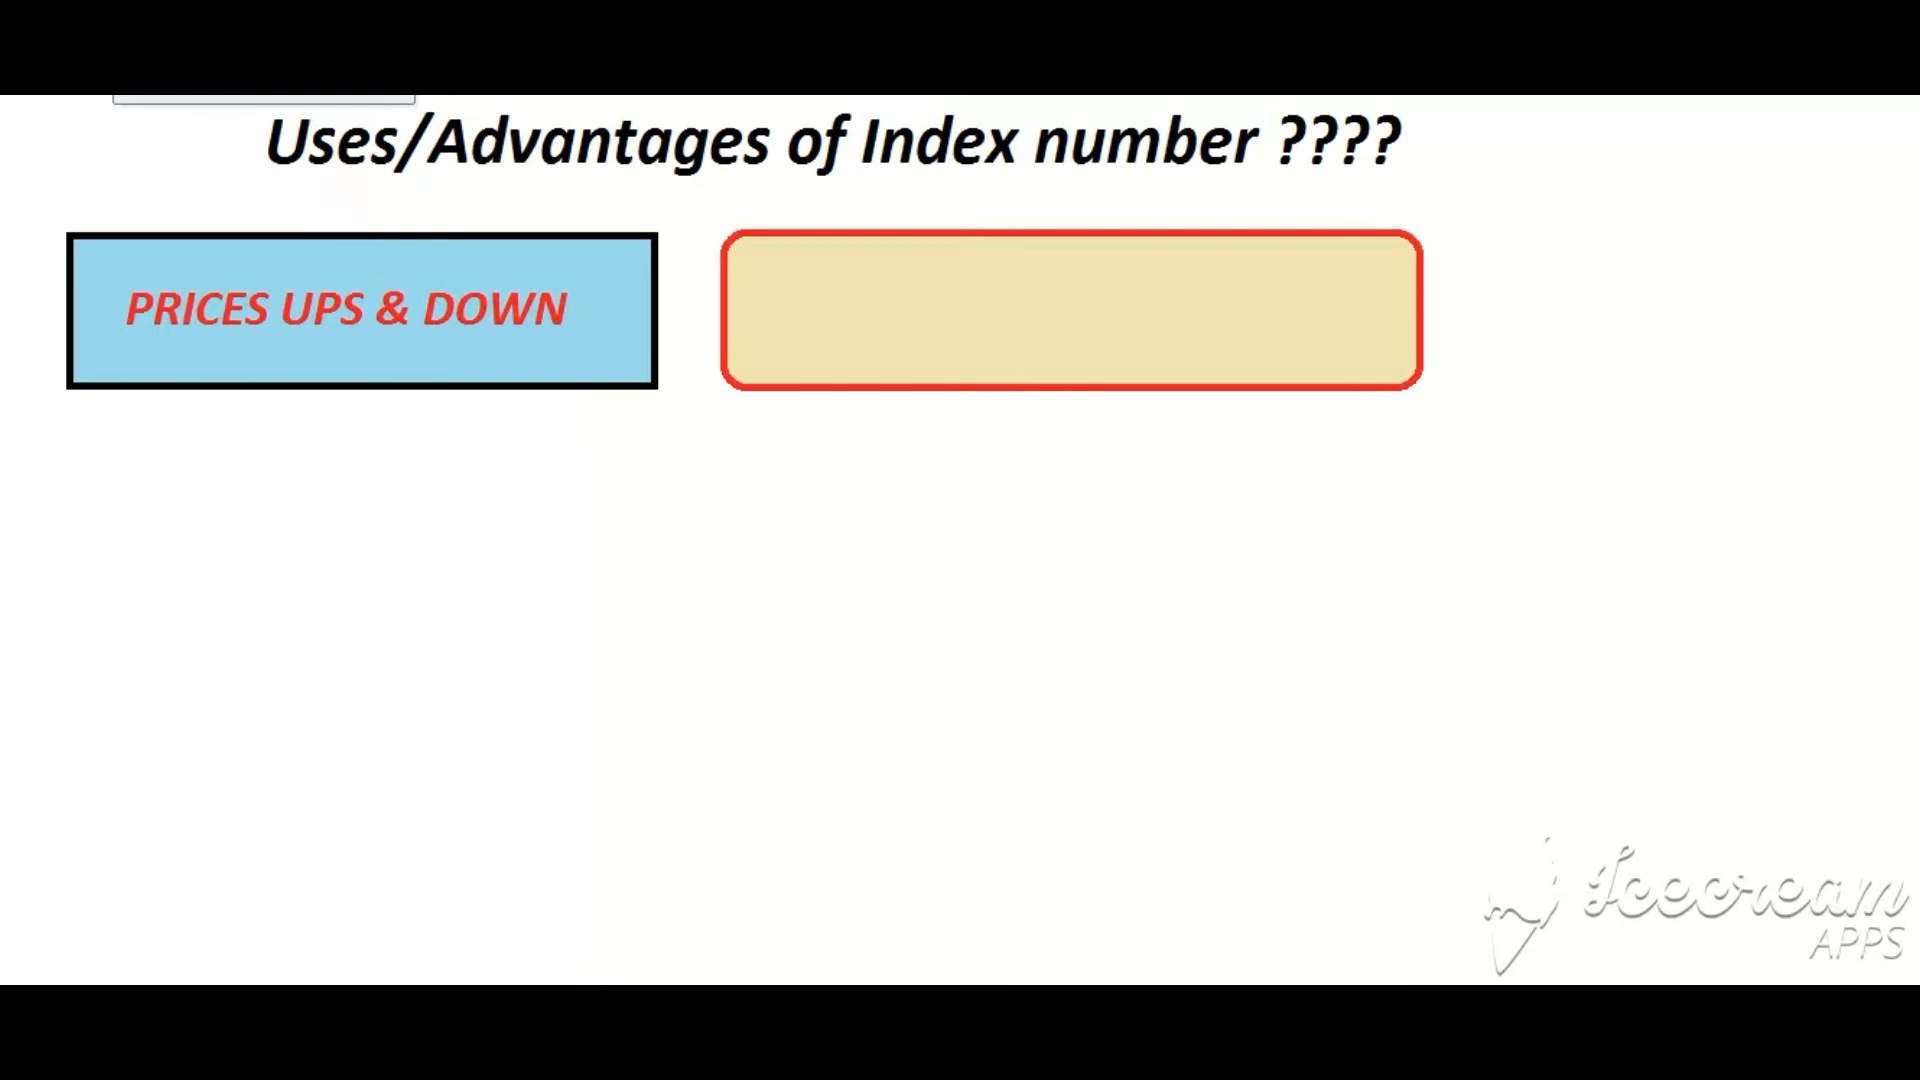 Uses/Advantages of Index number ????
PRICES UPS & DOWN
Icecream
APPS